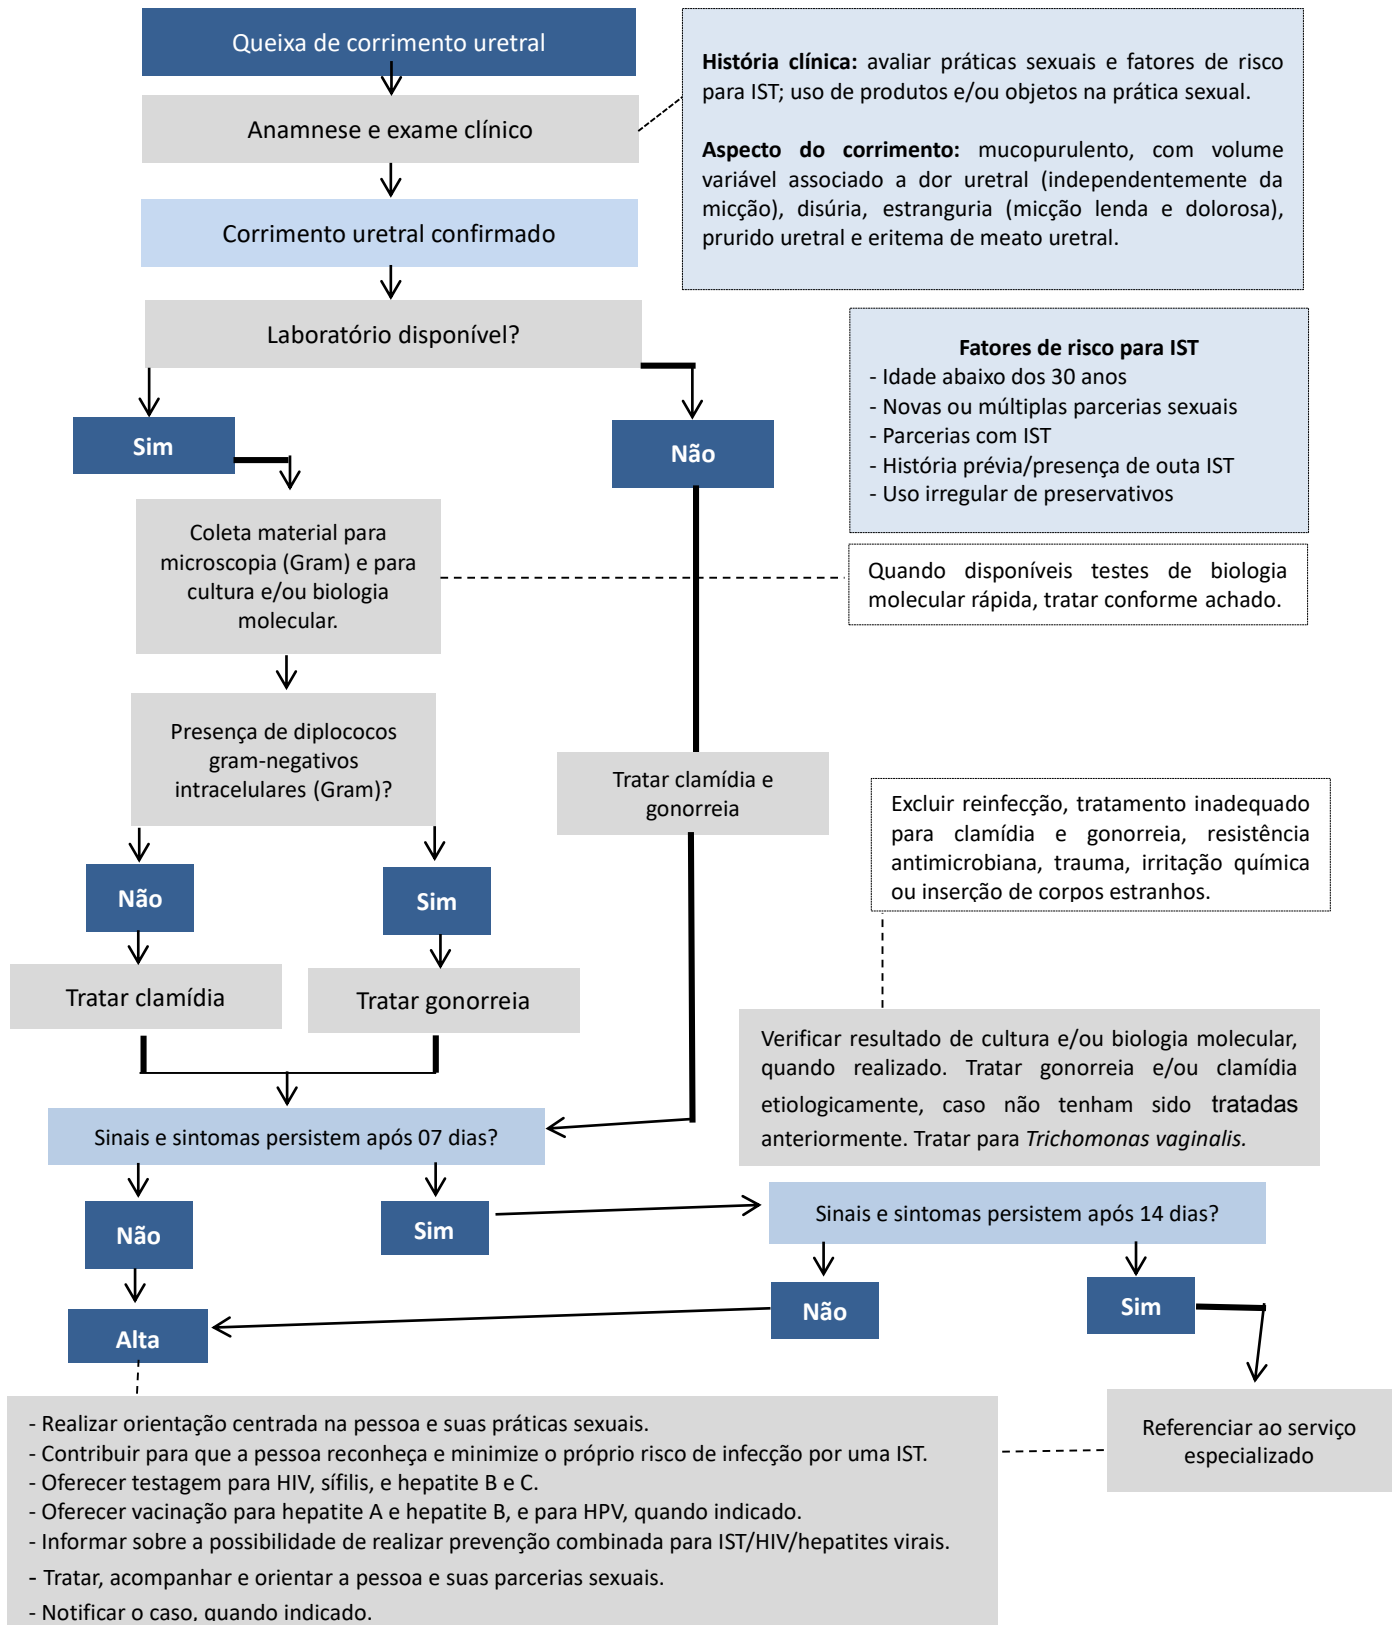 Queixa de corrimento uretral
Anamnese e exame clínico
História clínica: avaliar práticas sexuais e fatores de risco
para IST; uso de produtos e/ou objetos na prática sexual.
Aspecto do corrimento: mucopurulento, com volume
variável associado a dor uretral (independentemente da
micção), disúria, estranguria (micção lenda e dolorosa),
prurido uretral e eritema de meato uretral.
Corrimento uretral confirmado
Laboratório disponível?
Fatores de risco para IST
- Idade abaixo dos 30 anos
- Novas ou múltiplas parcerias sexuais
- Parcerias com IST
- História prévia/presença de outa IST
- Uso irregular de preservativos
Sim
Não
Coleta material para
microscopia (Gram) e para
cultura e/ou biologia
molecular.
Quando disponíveis testes de biologia
molecular rápida, tratar conforme achado.
Presença de diplococos
gram-negativos
intracelulares (Gram)?
Tratar clamídia e
gonorreia
Excluir reinfecção, tratamento inadequado
para clamídia e gonorreia, resistência
antimicrobiana, trauma, irritação química
ou inserção de corpos estranhos.
Não
Sim
Tratar clamídia
Tratar gonorreia
Verificar resultado de cultura e/ou biologia molecular,
quando realizado. Tratar gonorreia e/ou clamídia
etiologicamente, caso não tenham sido tratadas
anteriormente. Tratar para Trichomonas vaginalis.
Sinais e sintomas persistem após 07 dias?
Não
Sim
Sinais e sintomas persistem após 14 dias?
Não
Sim
Alta
- Realizar orientação centrada na pessoa e suas práticas sexuais.
- Contribuir para que a pessoa reconheça e minimize o próprio risco de infecção por uma IST.
- Oferecer testagem para HIV, sífilis, e hepatite B e C.
- Oferecer vacinação para hepatite A e hepatite B, e para HPV, quando indicado.
- Informar sobre a possibilidade de realizar prevenção combinada para IST/HIV/hepatites virais.
- Tratar, acompanhar e orientar a pessoa e suas parcerias sexuais.
- Notificar o caso, quando indicado.
Referenciar ao serviço
especializado